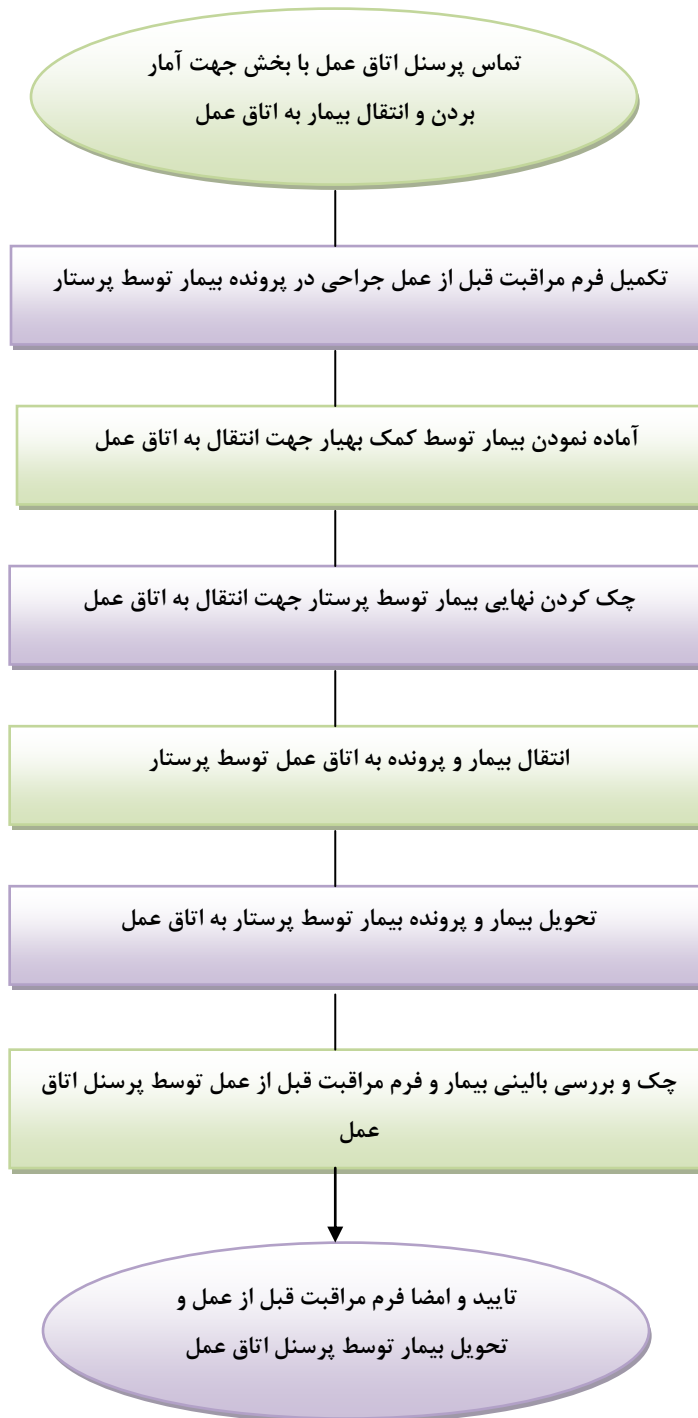 تماس پرسنل اتاق عمل با بخش جهت آمار
بردن و انتقال بیمار به اتاق عمل
تکمیل فرم مراقبت قبل از عمل جراحی در پرونده بیمار توسط پرستار
آماده نمودن بیمار توسط کمک بهیار جهت انتقال به اتاق عمل
چک کردن نهایی بیمار توسط پرستار جهت انتقال به اتاق عمل
انتقال بیمار و پرونده به اتاق عمل توسط پرستار
تحویل بیمار و پرونده بیمار توسط پرستار به اتاق عمل
چک و بررسی بالینی بیمار و فرم مراقبت قبل از عمل توسط پرسنل اتاق
عمل
تایید و امضا فرم مراقبت قبل از عمل و
تحویل بیمار توسط پرسنل اتاق عمل